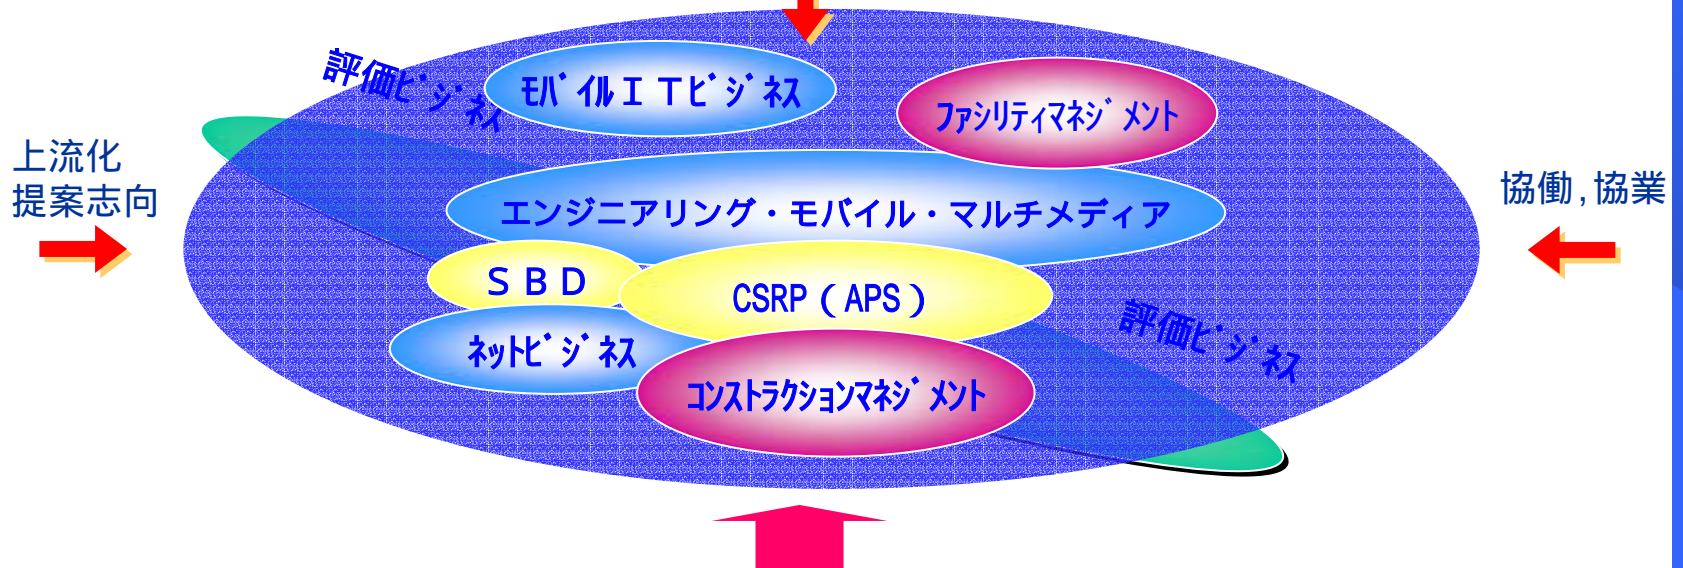 評価ﾋﾞｼﾞﾈｽ
ﾓﾊﾞｲﾙＩＴﾋﾞｼﾞﾈｽ
ﾌｧｼﾘﾃｨﾏﾈｼﾞﾒﾝﾄ
上流化
提案志向
協働,協業
エンジニアリング・モバイル・マルチメディア
ＳＢＤ
CSRP（APS）
評価ﾋﾞｼﾞﾈｽ
ﾈｯﾄﾋﾞｼﾞﾈｽ
ｺﾝｽﾄﾗｸｼｮﾝﾏﾈｼﾞﾒﾝﾄ